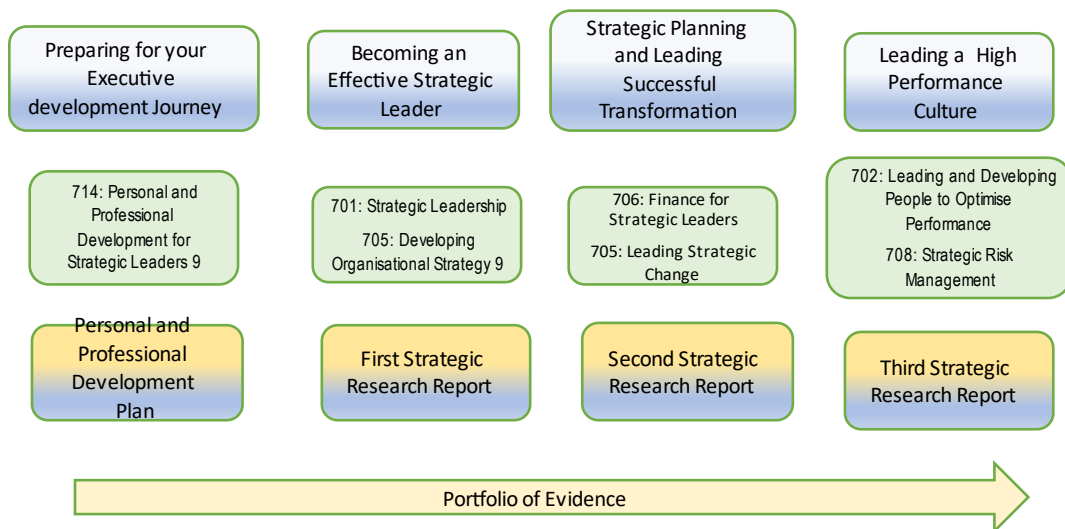 Preparing for your
Executive
development Journey
Becoming an
Effective Strategic
Leader
Strategic Planning
and Leading
Successful
Transformation
Leading a High
Performance
Culture
714: Personal and
Professional
Development for
Strategic Leaders 9
701: Strategic Leadership
705: Developing
Organisational Strategy 9
706: Finance for
Strategic Leaders
705: Leading Strategic
Change
702: Leading and Developing
People to Optimise
Performance
708: Strategic Risk
Management
Personal and
Professional
Development
Plan
First Strategic
Research Report
Second Strategic
Research Report
Third Strategic
Research Report
Portfolio of Evidence